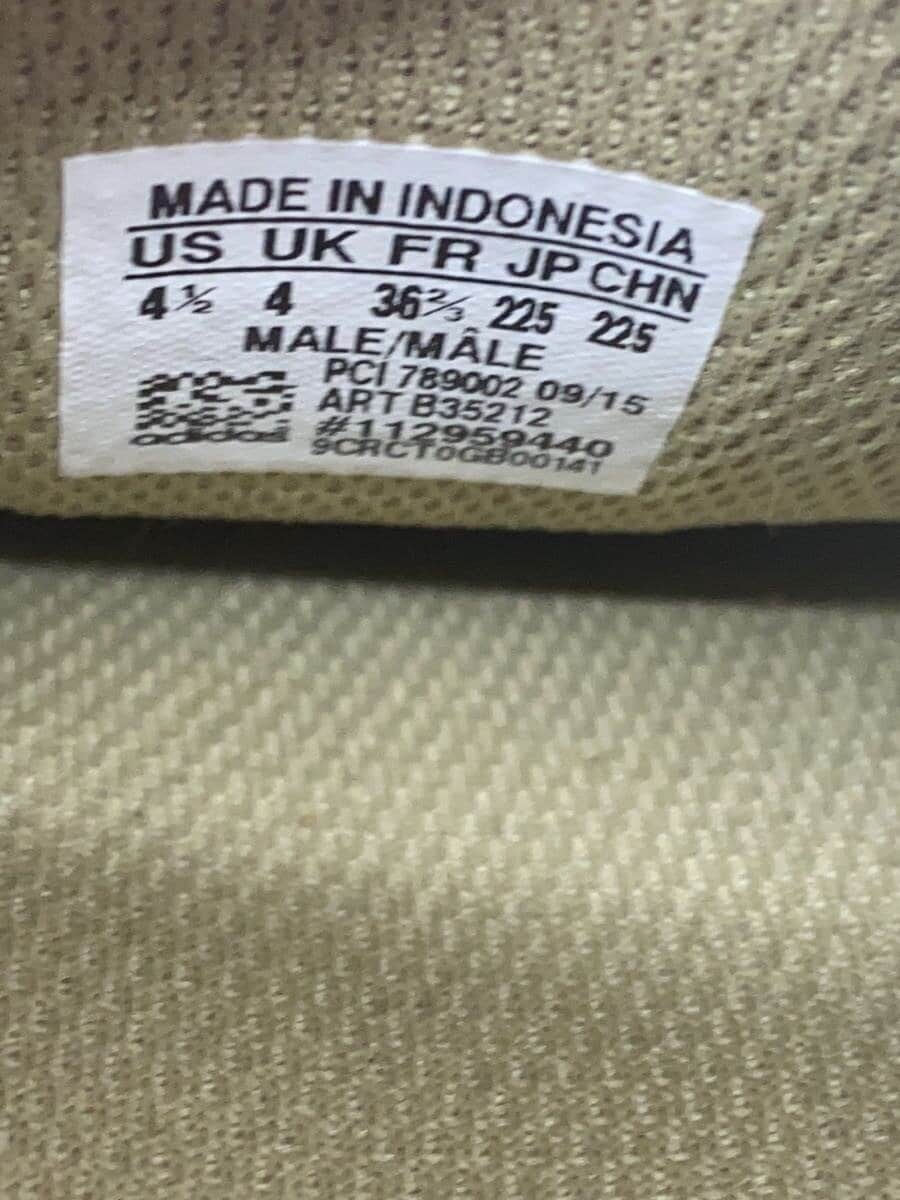 MADE IN INDONESIA
US UK FR JP CHN
4½ 4 36⅔ 225 225
MALE/MÂLE
PCI 789002 09/15
ART B35212
#112959440
9CRCT0GB00141
adidas